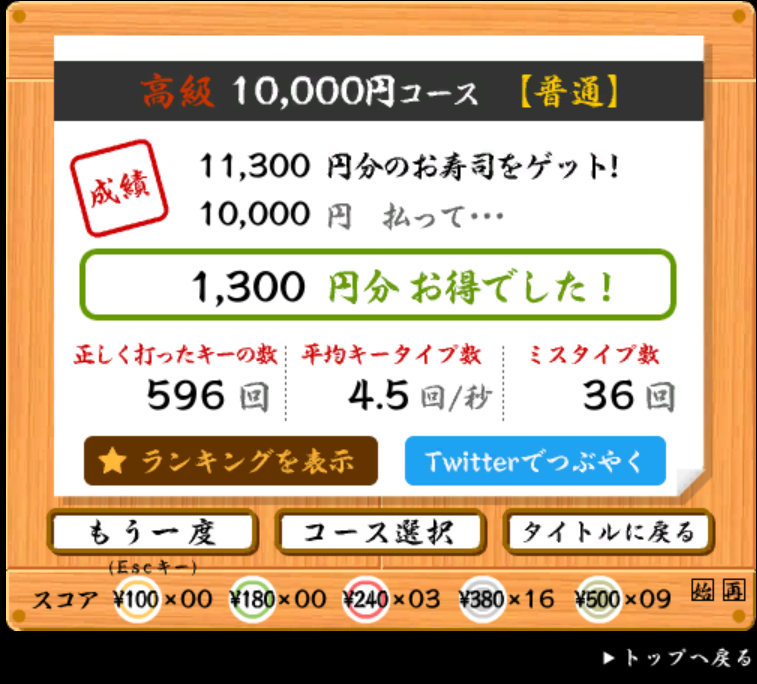 高級 10,000円コース 【普通】
成績
11,300 円分のお寿司をゲット!
10,000 円 払って…
1,300 円分 お得でした!
正しく打ったキーの数 平均キータイプ数 ミスタイプ数
596 回 4.5 回/秒 36 回
★ ランキングを表示 Twitterでつぶやく
もう一度 コース選択 タイトルに戻る
(Escキー)
スコア ¥100×00 ¥180×00 ¥240×03 ¥380×16 ¥500×09 始 再
▶トップへ戻る